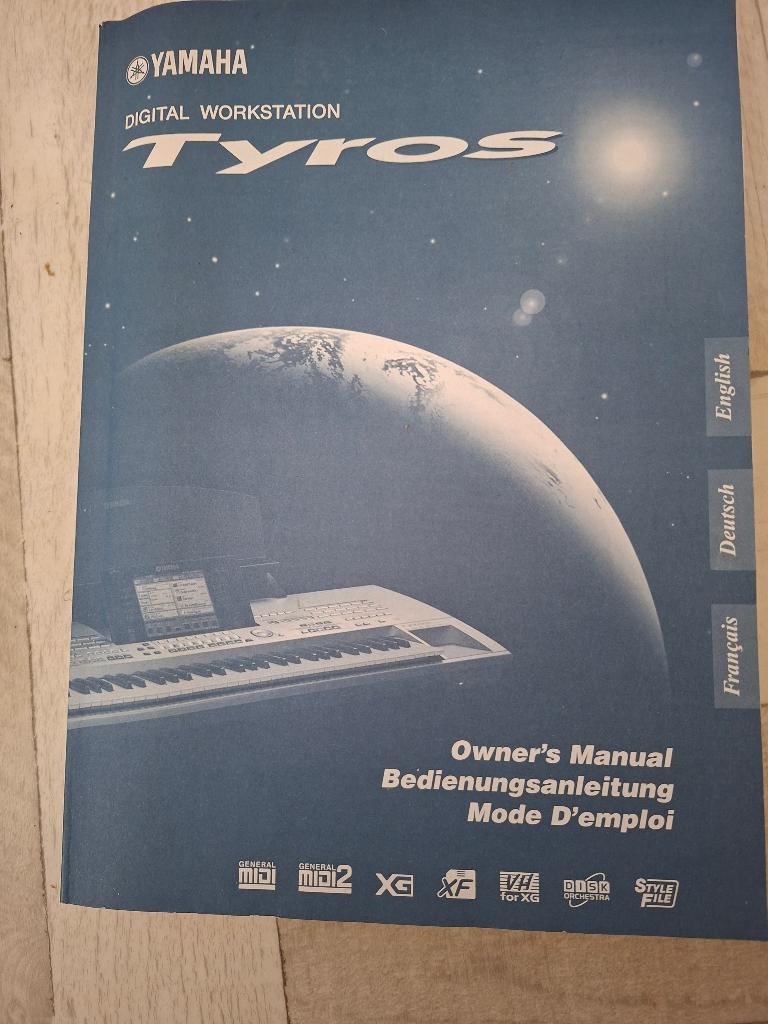 YAMAHA
DIGITAL WORKSTATION
Tyros
English
Deutsch
Français
YAMAHA
Owner's Manual
Bedienungsanleitung
Mode D'emploi
GENERAL
MIDI
GENERAL
MIDI2
XG
XF
VH
for XG
DISK
ORCHESTRA
STYLE
FILE